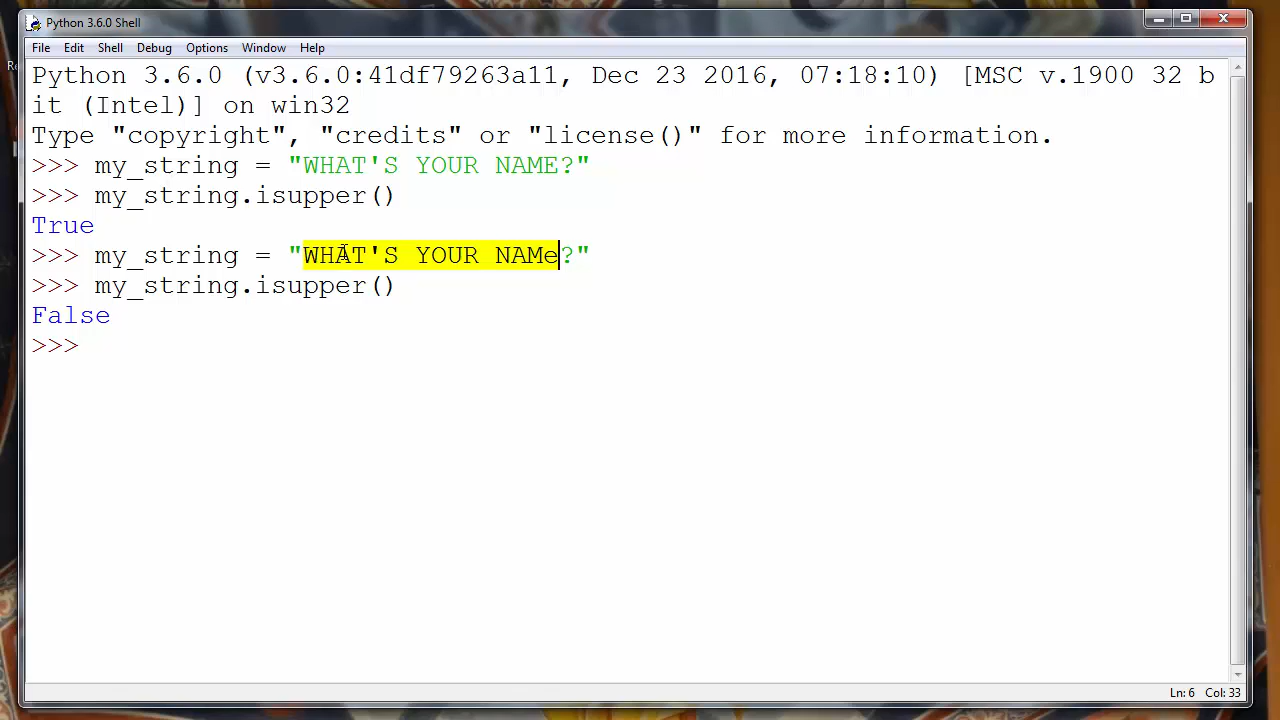 Python 3.6.0 Shell
File Edit Shell Debug Options Window Help
Python 3.6.0 (v3.6.0:41df79263a11, Dec 23 2016, 07:18:10) [MSC v.1900 32 b
it (Intel)] on win32
Type "copyright", "credits" or "license()" for more information.
>>> my_string = "WHAT'S YOUR NAME?"
>>> my_string.isupper()
True
>>> my_string = "WHAT'S YOUR NAMe?"
>>> my_string.isupper()
False
>>>
Ln: 6 Col: 33